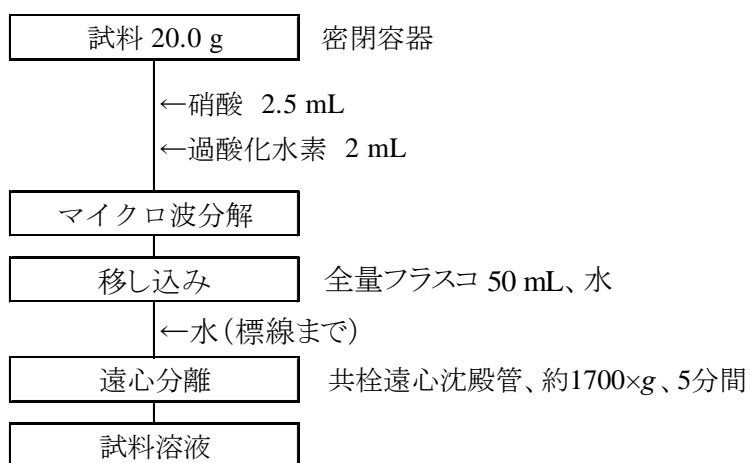 試料 20.0 g 密閉容器
←硝酸 2.5 mL
←過酸化水素 2 mL
マイクロ波分解
移し込み 全量フラスコ 50 mL、水
←水(標線まで)
遠心分離 共栓遠心沈殿管、約1700×g、5分間
試料溶液